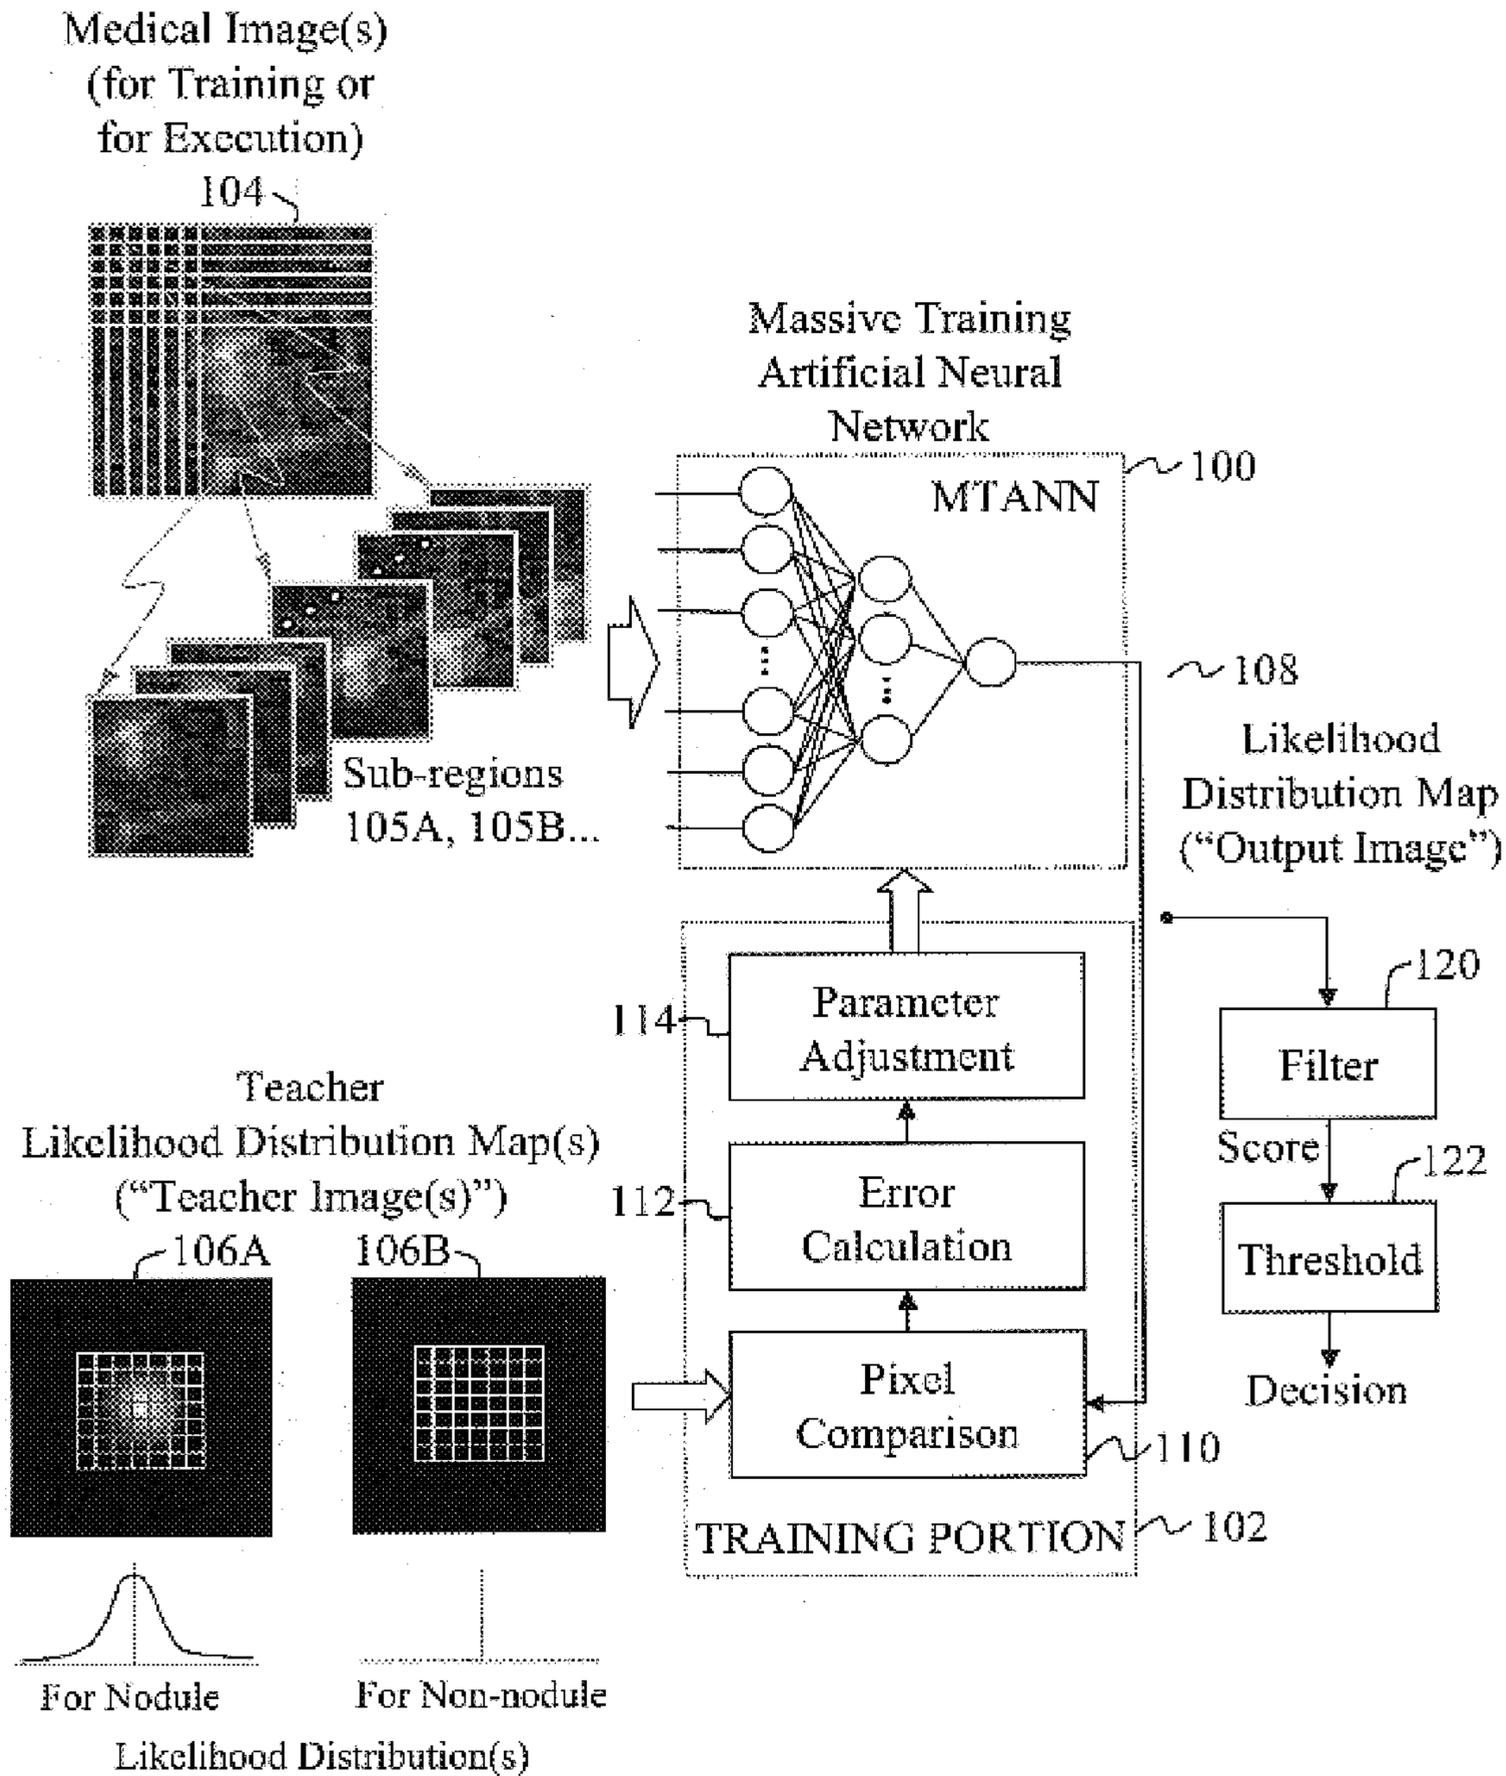 Medical Image(s)
(for Training or
for Execution)
104
Massive Training
Artificial Neural
Network
100
MTANN
108
Likelihood
Distribution Map
("Output Image")
Sub-regions
105A, 105B...
120
Filter
Score
122
Threshold
Decision
114
Parameter
Adjustment
112
Error
Calculation
Pixel
Comparison
110
TRAINING PORTION
102
Teacher
Likelihood Distribution Map(s)
("Teacher Image(s)")
106A
106B
For Nodule
For Non-nodule
Likelihood Distribution(s)